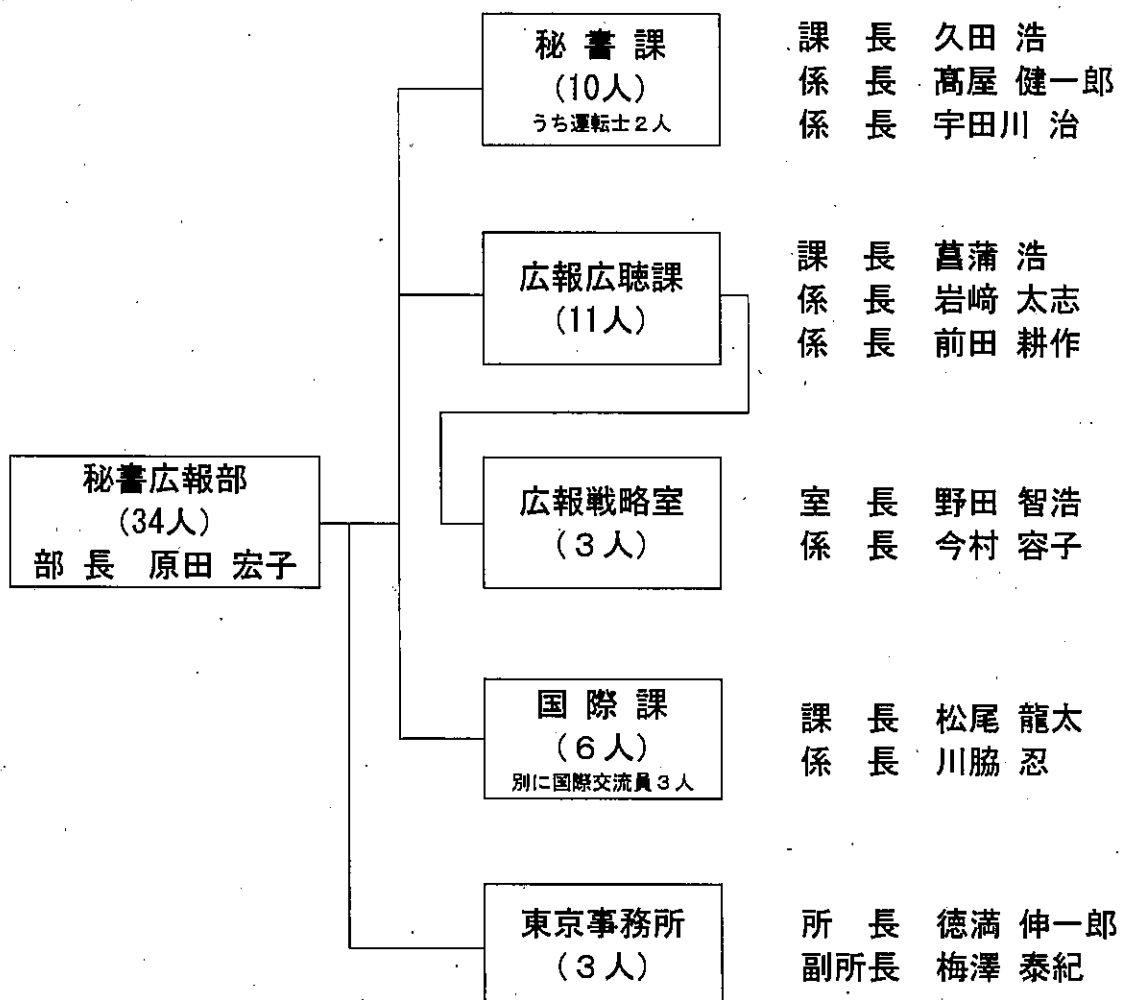 秘書課
(10人)
うち運転士2人
課 長 久田 浩
係 長 髙屋 健一郎
係 長 宇田川 治
広報広聴課
(11人)
課 長 菖蒲 浩
係 長 岩﨑 太志
係 長 前田 耕作
秘書広報部
(34人)
部 長 原田 宏子
広報戦略室
(3人)
室 長 野田 智浩
係 長 今村 容子
国際課
(6人)
別に国際交流員3人
課 長 松尾 龍太
係 長 川脇 忍
東京事務所
(3人)
所 長 徳満 伸一郎
副所長 梅澤 泰紀